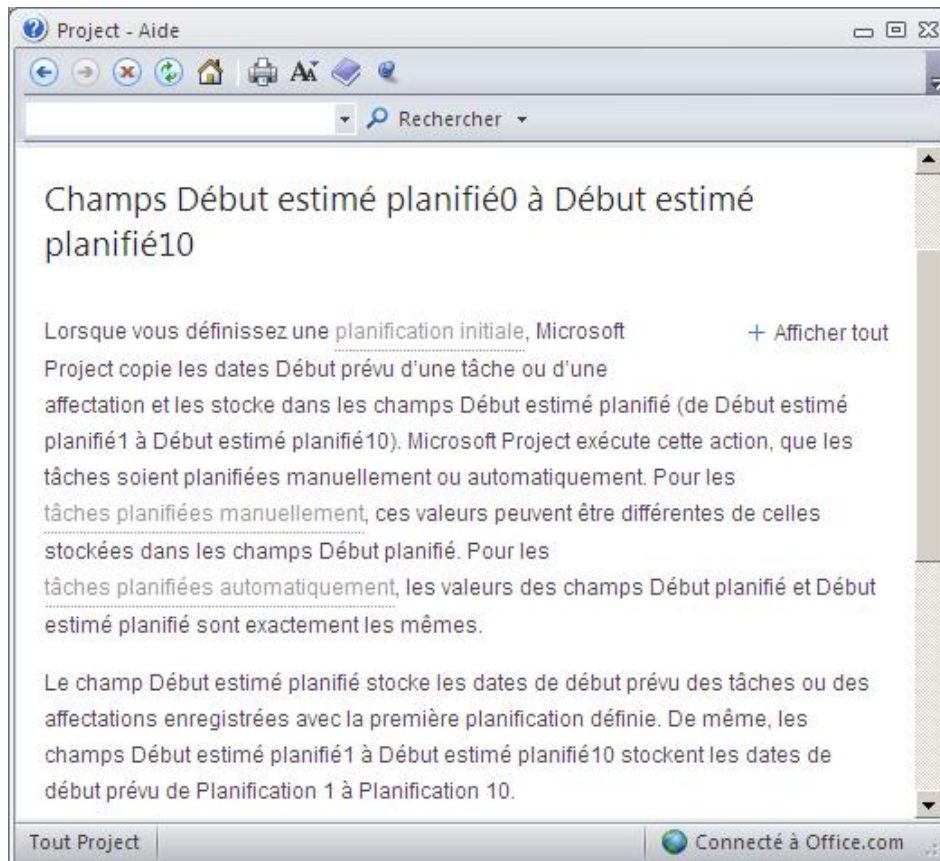 Project - Aide
Rechercher
Champs Début estimé planifié0 à Début estimé
planifié10
Lorsque vous définissez une planification initiale, Microsoft
+ Afficher tout
Project copie les dates Début prévu d'une tâche ou d'une
affectation et les stocke dans les champs Début estimé planifié (de Début estimé
planifié1 à Début estimé planifié10). Microsoft Project exécute cette action, que les
tâches soient planifiées manuellement ou automatiquement. Pour les
tâches planifiées manuellement, ces valeurs peuvent être différentes de celles
stockées dans les champs Début planifié. Pour les
tâches planifiées automatiquement, les valeurs des champs Début planifié et Début
estimé planifié sont exactement les mêmes.
Le champ Début estimé planifié stocke les dates de début prévu des tâches ou des
affectations enregistrées avec la première planification définie. De même, les
champs Début estimé planifié1 à Début estimé planifié10 stockent les dates de
début prévu de Planification 1 à Planification 10.
Tout Project
Connecté à Office.com